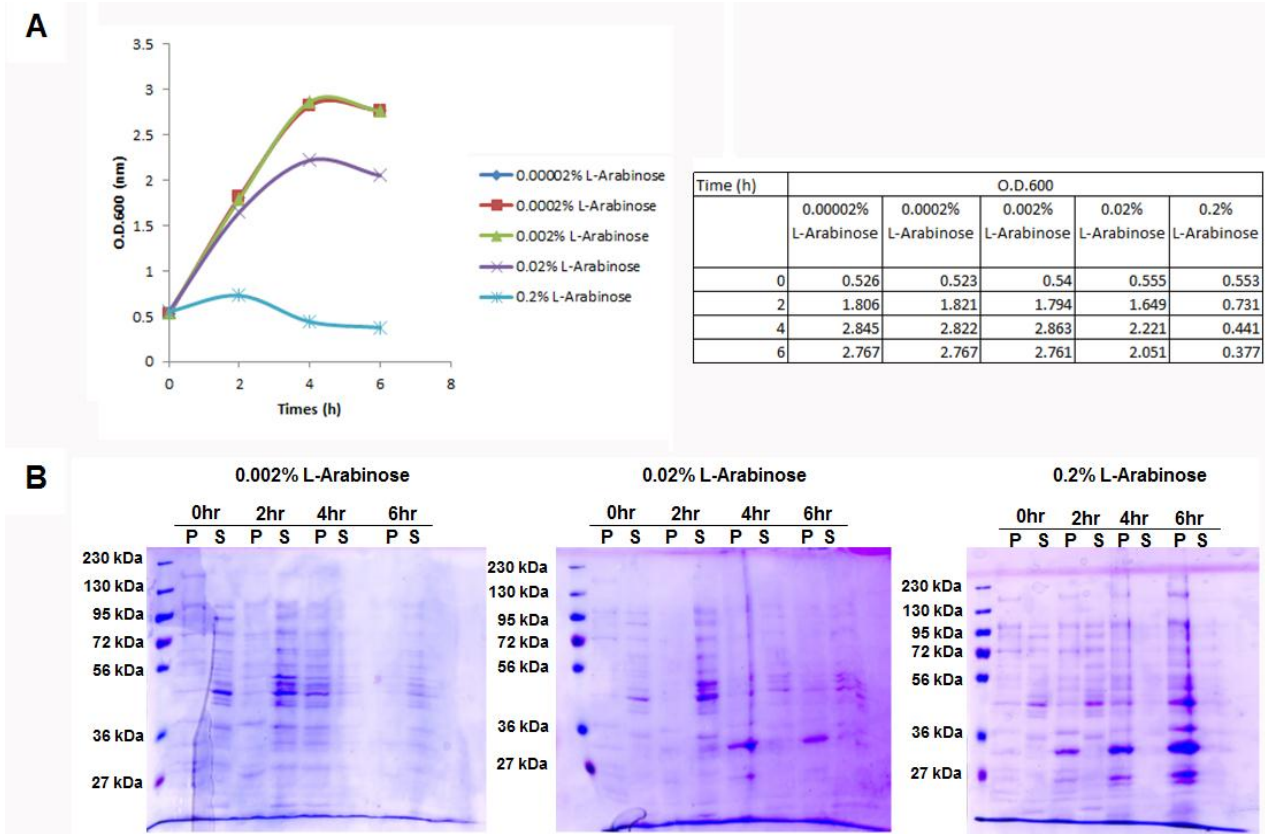 A
3.5
3
2.5
2
1.5
1
0.5
0
O.D.600 (nm)
0 2 4 6 8
Times (h)
0.00002% L-Arabinose
0.0002% L-Arabinose
0.002% L-Arabinose
0.02% L-Arabinose
0.2% L-Arabinose
Time (h) O.D.600
0.00002% 0.0002% 0.002% 0.02% 0.2%
L-Arabinose L-Arabinose L-Arabinose L-Arabinose L-Arabinose
0 0.526 0.523 0.54 0.555 0.553
2 1.806 1.821 1.794 1.649 0.731
4 2.845 2.822 2.863 2.221 0.441
6 2.767 2.767 2.761 2.051 0.377
B
0.002% L-Arabinose
0hr 2hr 4hr 6hr
P S P S P S P S
230 kDa
130 kDa
95 kDa
72 kDa
56 kDa
36 kDa
27 kDa
0.02% L-Arabinose
0hr 2hr 4hr 6hr
P S P S P S P S
230 kDa
130 kDa
95 kDa
72 kDa
56 kDa
36 kDa
27 kDa
0.2% L-Arabinose
0hr 2hr 4hr 6hr
P S P S P S P S
230 kDa
130 kDa
95 kDa
72 kDa
56 kDa
36 kDa
27 kDa